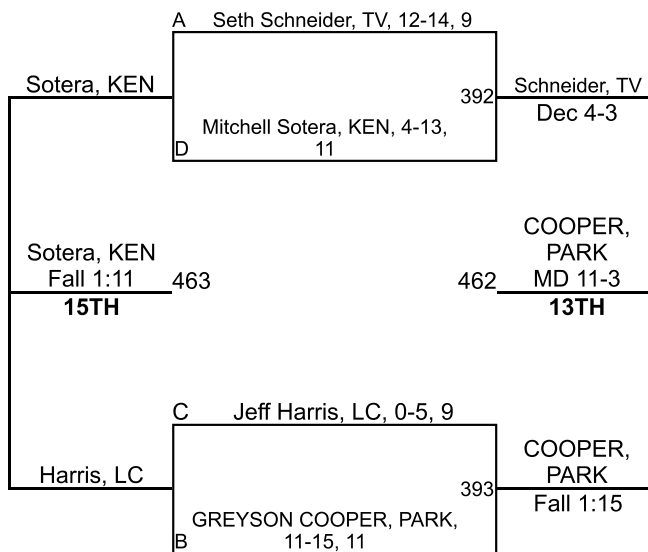 A
Seth Schneider, TV, 12-14, 9
Sotera, KEN
392
Schneider, TV
Dec 4-3
Mitchell Sotera, KEN, 4-13,
11
D
Sotera, KEN
Fall 1:11
15TH
463
462
COOPER,
PARK
MD 11-3
13TH
C
Jeff Harris, LC, 0-5, 9
Harris, LC
393
COOPER,
PARK
Fall 1:15
GREYSON COOPER, PARK,
11-15, 11
B